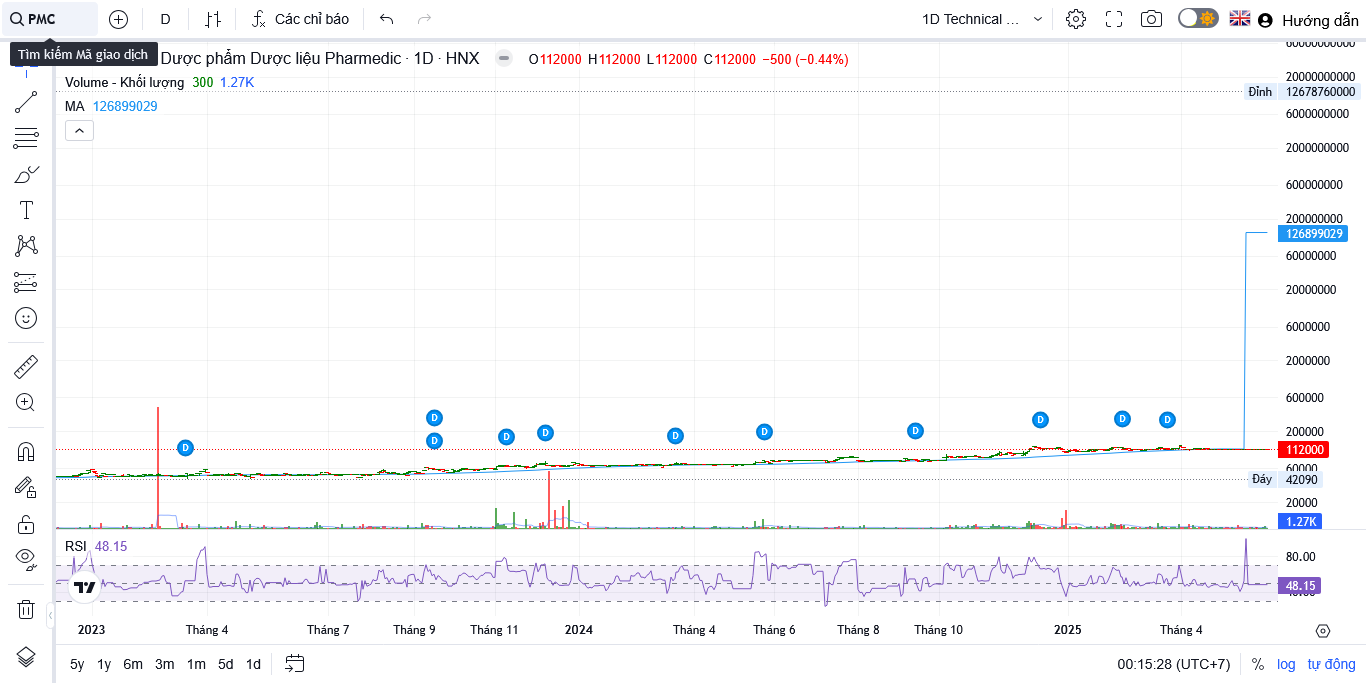 PMC
D
Các chỉ báo
1D Technical ...
Hướng dẫn
Tìm kiếm Mã giao dịch
Dược phẩm Dược liệu Pharmedic · 1D · HNX
O112000 H112000 L112000 C112000 −500 (−0.44%)
Volume - Khối lượng 300 1.27K
MA 126899029
60000000000
20000000000
Đỉnh 12678760000
6000000000
2000000000
600000000
200000000
126899029
60000000
20000000
6000000
2000000
600000
200000
112000
60000
Đáy 42090
20000
1.27K
D D D D D D D D D D D
RSI 48.15
80.00
48.15
2023 Tháng 4 Tháng 7 Tháng 9 Tháng 11 2024 Tháng 4 Tháng 6 Tháng 8 Tháng 10 2025 Tháng 4
5y 1y 6m 3m 1m 5d 1d
00:15:28 (UTC+7) % log tự động